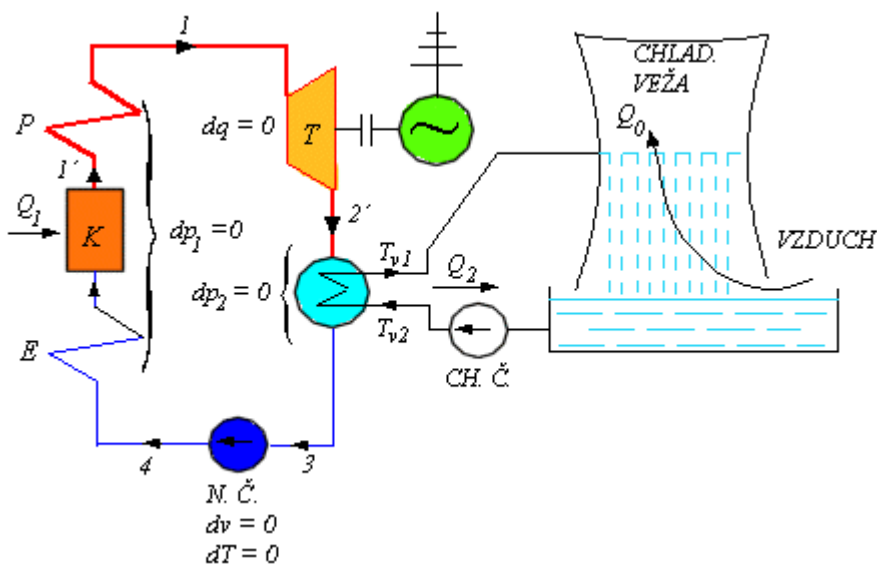 1
CHLAD.
VEŽA
P
dq = 0
T
Q0
1´
Q1
K
dp1 = 0
2´
Tv1
Q2
VZDUCH
dp2 = 0
Tv2
E
CH. Č.
4
3
N. Č.
dv = 0
dT = 0